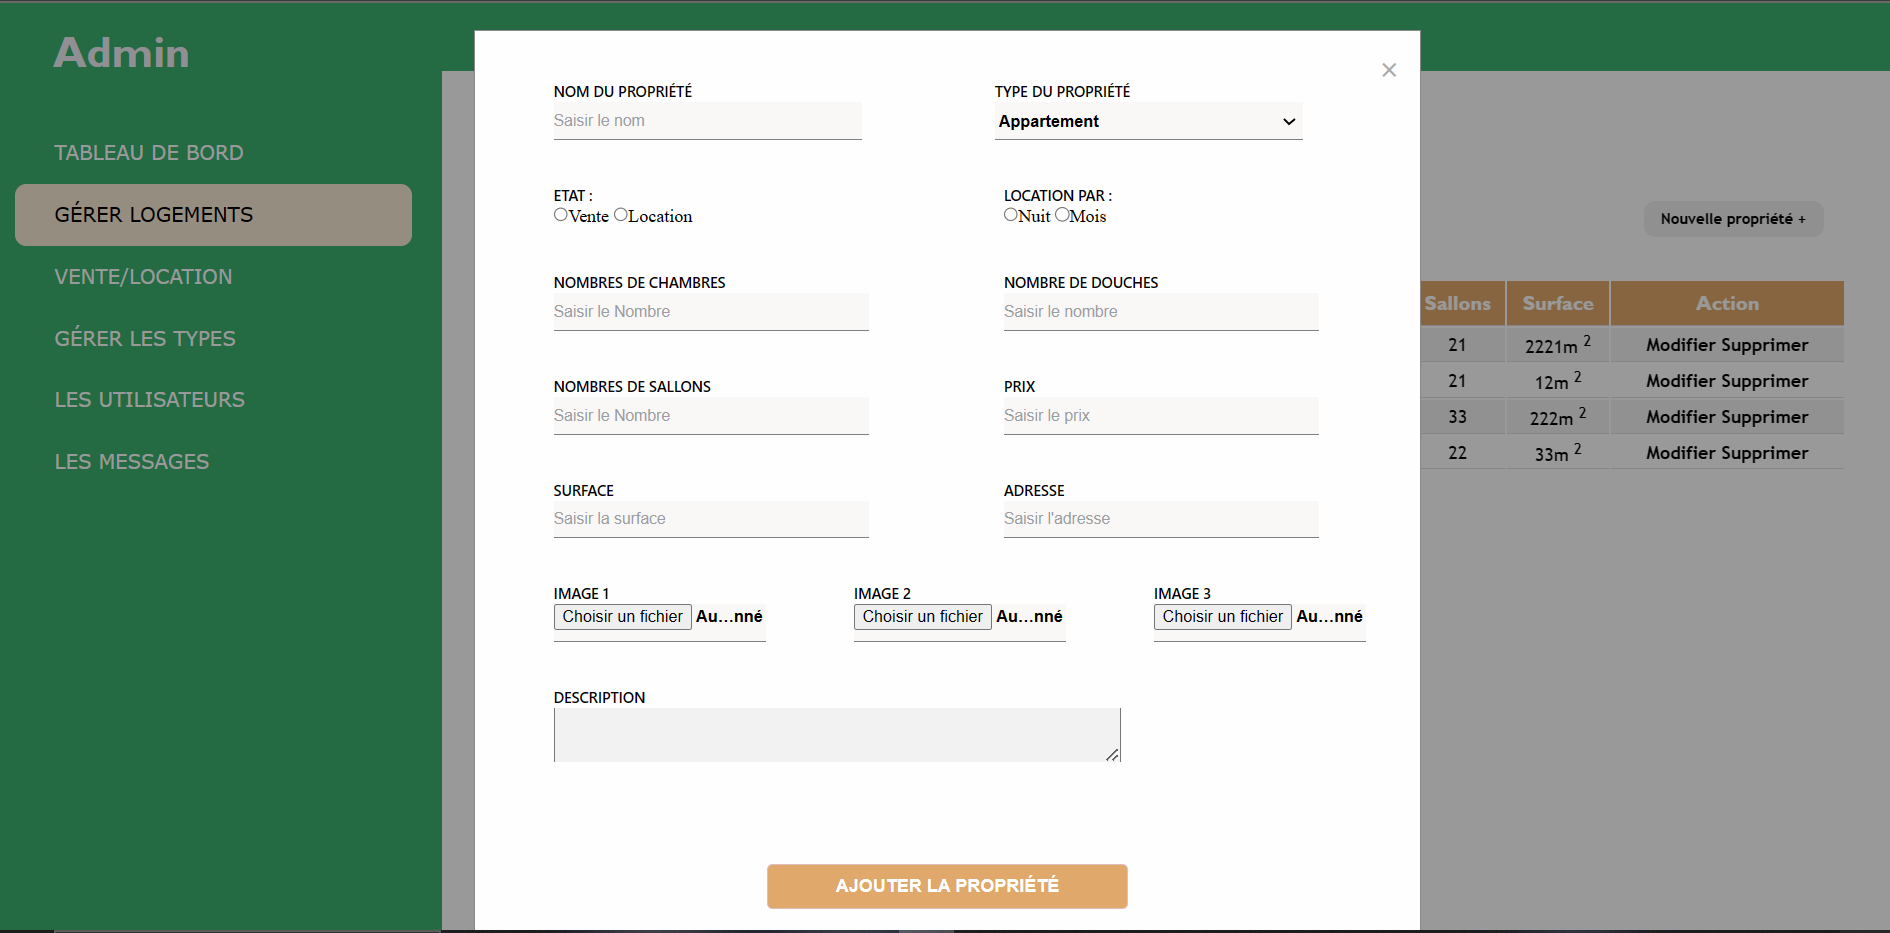 Admin
TABLEAU DE BORD
GÉRER LOGEMENTS
VENTE/LOCATION
GÉRER LES TYPES
LES UTILISATEURS
LES MESSAGES
×
NOM DU PROPRIÉTÉ
Saisir le nom
TYPE DU PROPRIÉTÉ
Appartement
ETAT :
Vente Location
LOCATION PAR :
Nuit Mois
NOMBRES DE CHAMBRES
Saisir le Nombre
NOMBRE DE DOUCHES
Saisir le nombre
NOMBRES DE SALLONS
Saisir le Nombre
PRIX
Saisir le prix
SURFACE
Saisir la surface
ADRESSE
Saisir l'adresse
IMAGE 1
Choisir un fichier Au...nné
IMAGE 2
Choisir un fichier Au...nné
IMAGE 3
Choisir un fichier Au...nné
DESCRIPTION
AJOUTER LA PROPRIÉTÉ
Nouvelle propriété +
Sallons Surface Action
21 2221m ² Modifier Supprimer
21 12m ² Modifier Supprimer
33 222m ² Modifier Supprimer
22 33m ² Modifier Supprimer